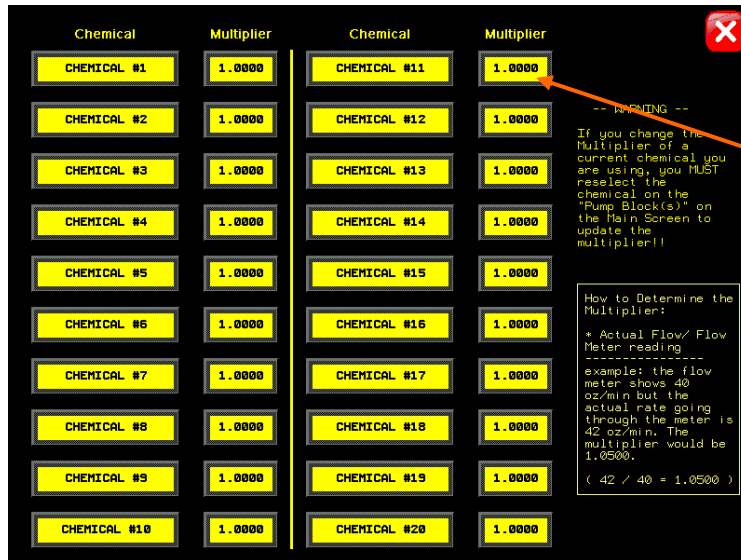 Chemical Multiplier Chemical Multiplier
CHEMICAL #1 1.0000 CHEMICAL #11 1.0000
CHEMICAL #2 1.0000 CHEMICAL #12 1.0000
CHEMICAL #3 1.0000 CHEMICAL #13 1.0000
CHEMICAL #4 1.0000 CHEMICAL #14 1.0000
CHEMICAL #5 1.0000 CHEMICAL #15 1.0000
CHEMICAL #6 1.0000 CHEMICAL #16 1.0000
CHEMICAL #7 1.0000 CHEMICAL #17 1.0000
CHEMICAL #8 1.0000 CHEMICAL #18 1.0000
CHEMICAL #9 1.0000 CHEMICAL #19 1.0000
CHEMICAL #10 1.0000 CHEMICAL #20 1.0000
-- WARNING --
If you change the
Multiplier of a
current chemical you
are using, you MUST
reselect the
chemical on the
"Pump Block(s)" on
the Main Screen to
update the
multiplier!!
How to Determine the
Multiplier:
* Actual Flow/ Flow
Meter reading
----------------
example: the flow
meter shows 40
oz/min but the
actual rate going
through the meter is
42 oz/min. The
multiplier would be
1.0500.
( 42 / 40 = 1.0500 )